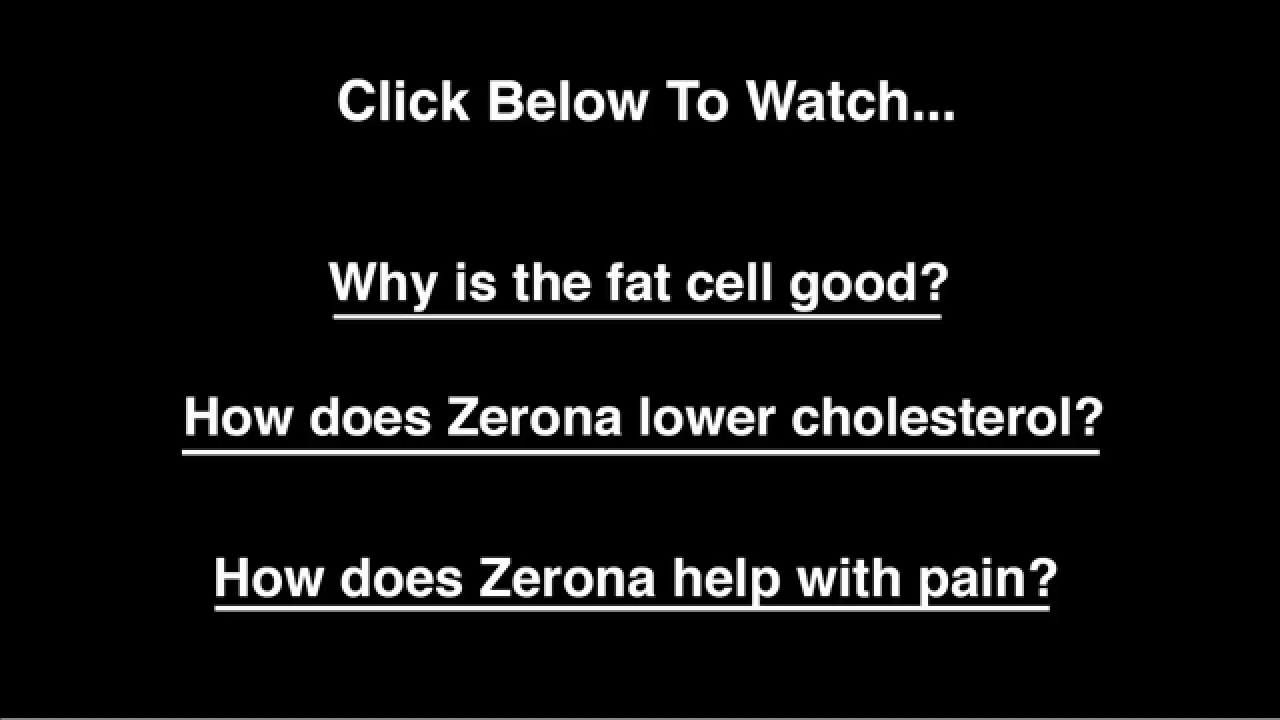 Click Below To Watch...
Why is the fat cell good?
How does Zerona lower cholesterol?
How does Zerona help with pain?